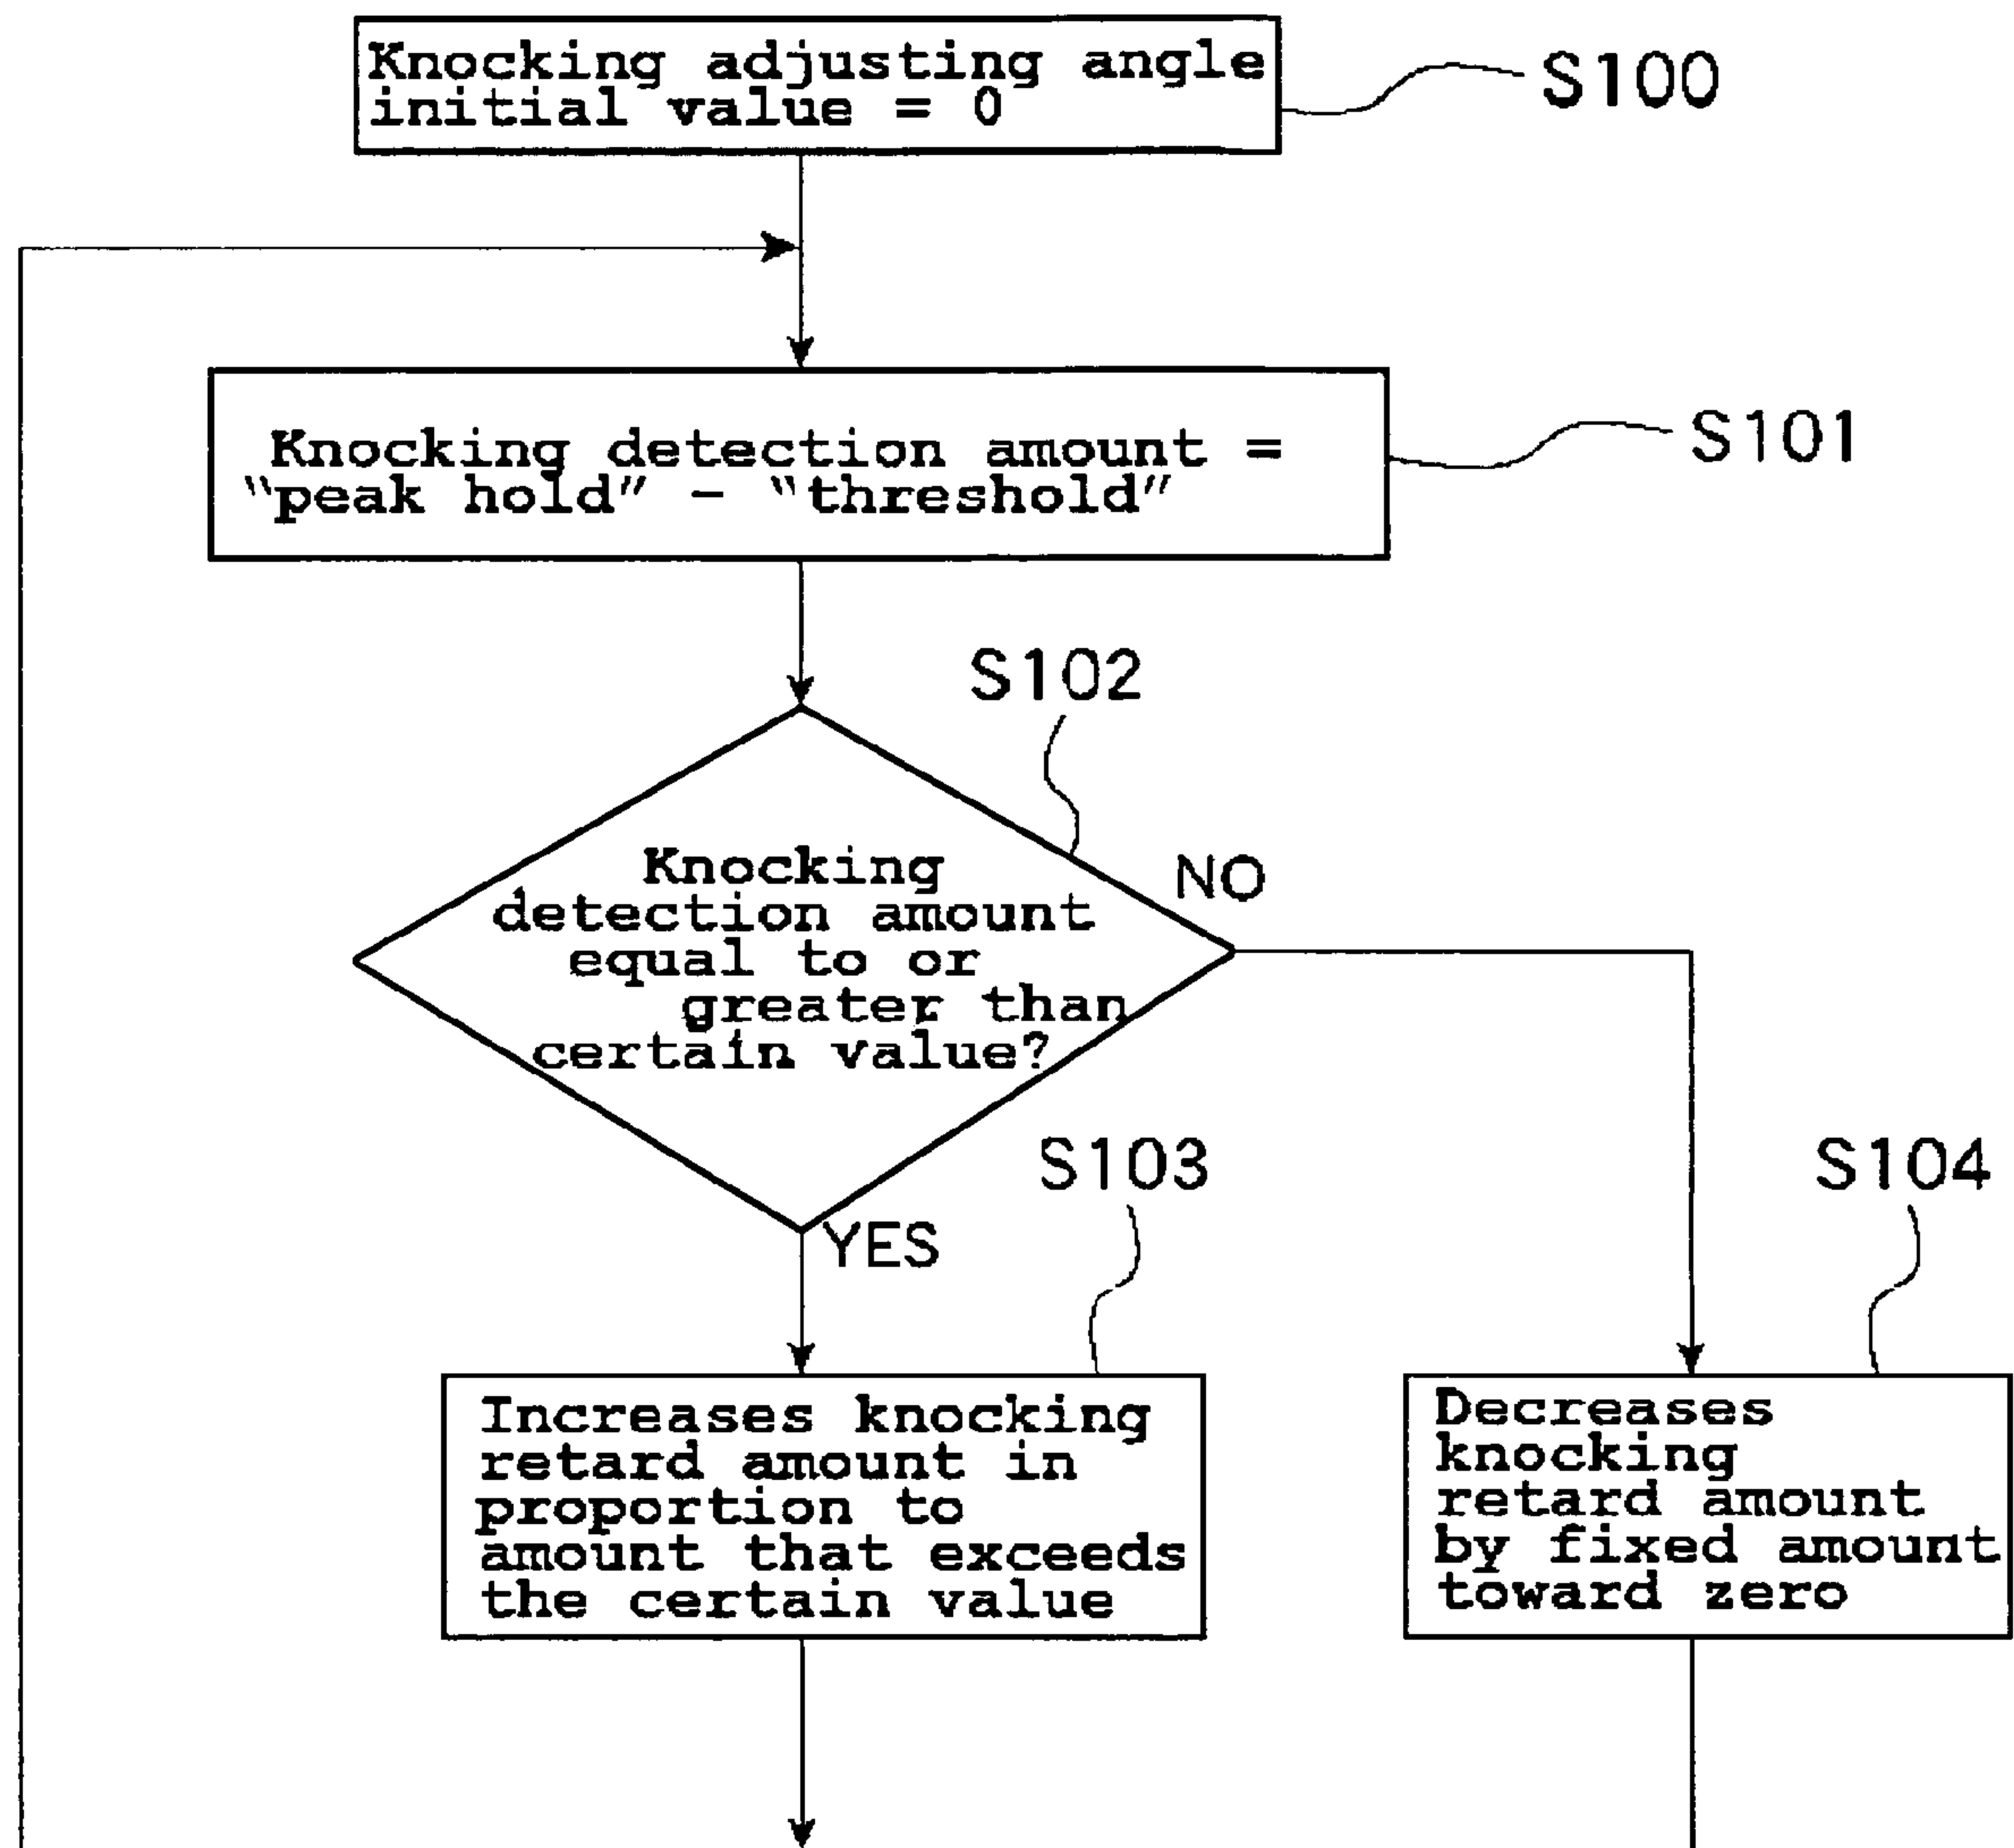 Knocking adjusting angle
initial value = 0
S100
Knocking detection amount =
"peak hold" - "threshold"
S101
S102
Knocking
detection amount
equal to or
greater than
certain value?
NO
YES
S103
S104
Increases knocking
retard amount in
proportion to
amount that exceeds
the certain value
Decreases
knocking
retard amount
by fixed amount
toward zero